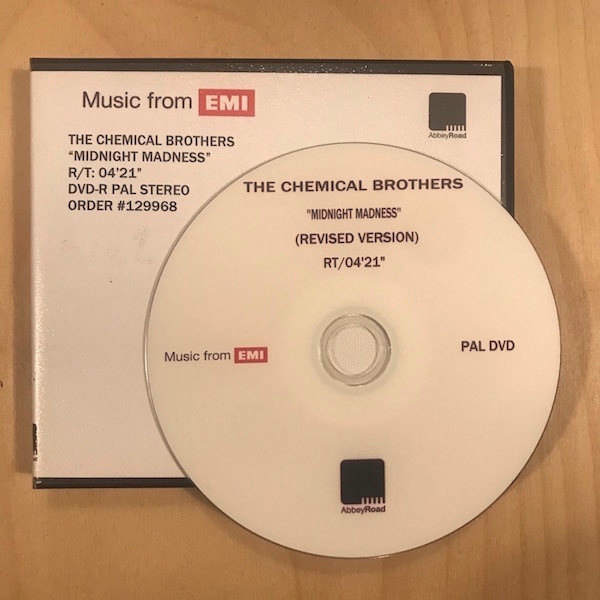 Music from EMI
AbbeyRoad
THE CHEMICAL BROTHERS
"MIDNIGHT MADNESS"
R/T: 04'21"
DVD-R PAL STEREO
ORDER #129968
THE CHEMICAL BROTHERS
"MIDNIGHT MADNESS"
(REVISED VERSION)
RT/04'21"
Music from EMI
PAL DVD
AbbeyRoad